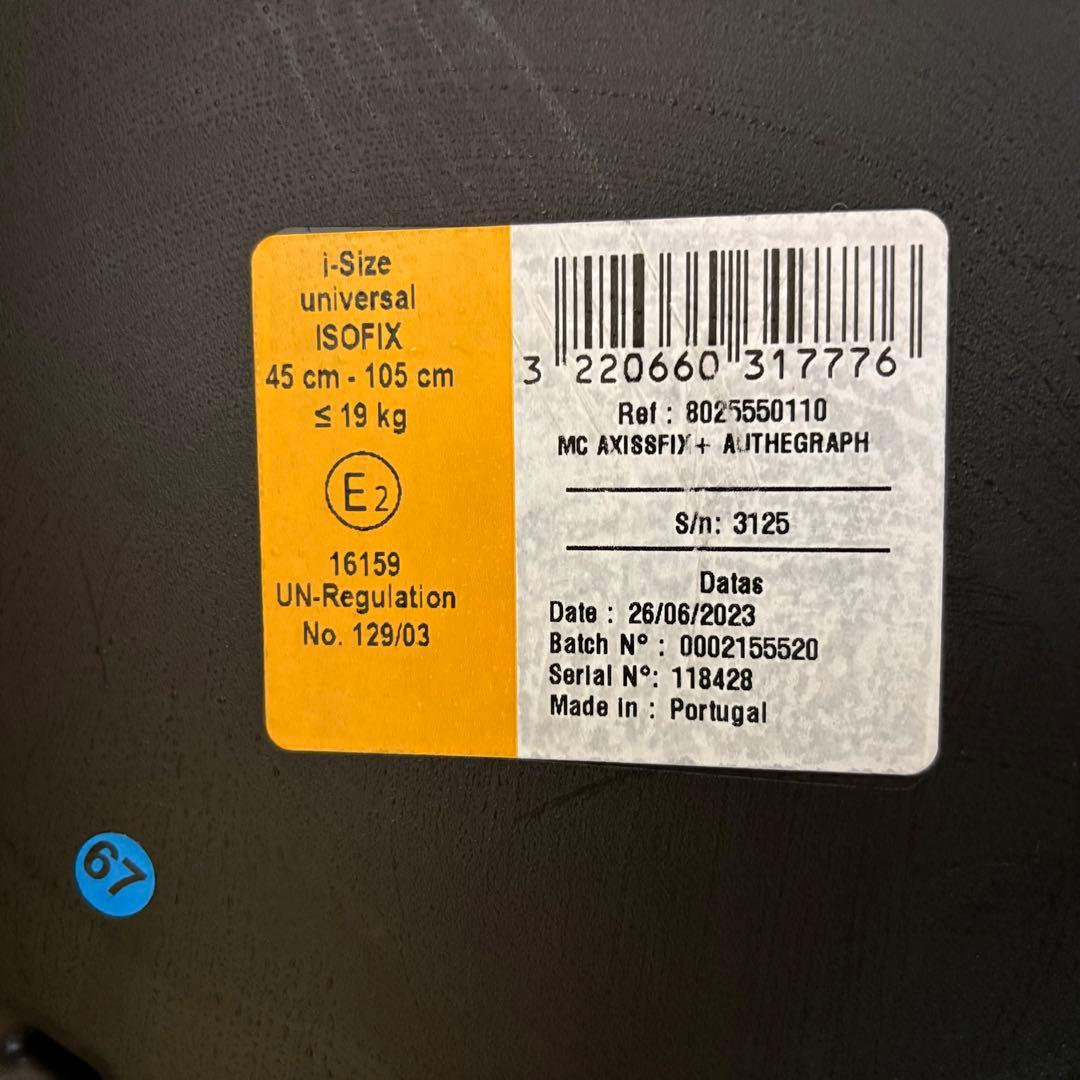 i-Size
universal
ISOFIX
45 cm - 105 cm
≤ 19 kg
E2
16159
UN-Regulation
No. 129/03
3 220660 317776
Ref : 8025550110
MC AXISSFIX + AUTHEGRAPH
S/n: 3125
Datas
Date : 26/06/2023
Batch N° : 0002155520
Serial N°: 118428
Made in : Portugal
67